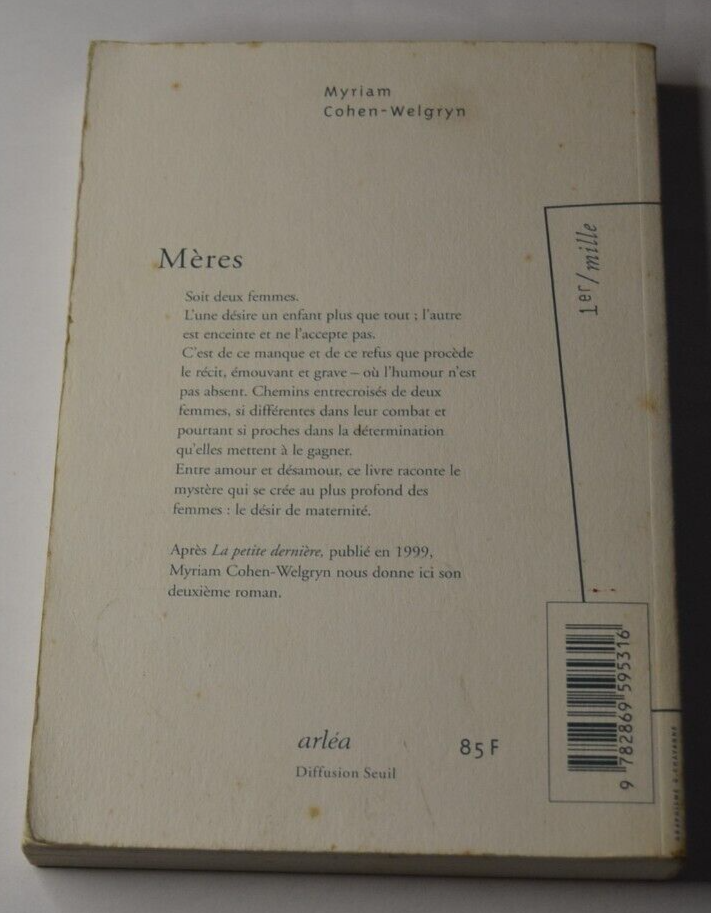 Myriam
Cohen-Welgryn
1er/mille
Mères
Soit deux femmes.
L'une désire un enfant plus que tout ; l'autre
est enceinte et ne l'accepte pas.
C'est de ce manque et de ce refus que procède
le récit, émouvant et grave – où l'humour n'est
pas absent. Chemins entrecroisés de deux
femmes, si différentes dans leur combat et
pourtant si proches dans la détermination
qu'elles mettent à le gagner.
Entre amour et désamour, ce livre raconte le
mystère qui se crée au plus profond des
femmes : le désir de maternité.
Après La petite dernière, publié en 1999,
Myriam Cohen-Welgryn nous donne ici son
deuxième roman.
arléa
Diffusion Seuil
85 F
9 782869 595316